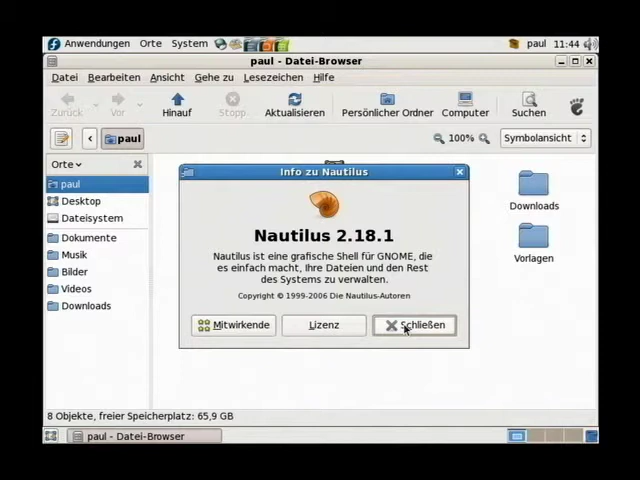 Anwendungen Orte System paul 11:44
paul - Datei-Browser
Datei Bearbeiten Ansicht Gehe zu Lesezeichen Hilfe
Zurück Vor Hinauf Stopp Aktualisieren Persönlicher Ordner Computer Suchen
paul 100% Symbolansicht
Orte
paul
Desktop
Dateisystem
Dokumente
Musik
Bilder
Videos
Downloads
Info zu Nautilus
Nautilus 2.18.1
Nautilus ist eine grafische Shell für GNOME, die
es einfach macht, Ihre Dateien und den Rest
des Systems zu verwalten.
Copyright © 1999-2006 Die Nautilus-Autoren
Mitwirkende Lizenz Schließen
Downloads
Vorlagen
8 Objekte, freier Speicherplatz: 65,9 GB
paul - Datei-Browser